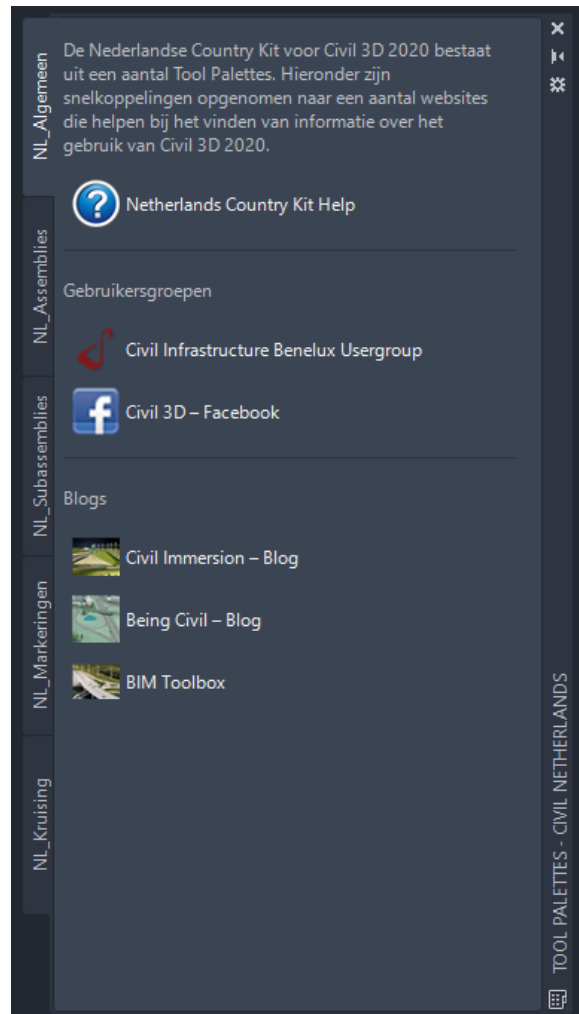 NL_Algemeen
NL_Assemblies
NL_Subassemblies
NL_Markeringen
NL_Kruising
De Nederlandse Country Kit voor Civil 3D 2020 bestaat
uit een aantal Tool Palettes. Hieronder zijn
snelkoppelingen opgenomen naar een aantal websites
die helpen bij het vinden van informatie over het
gebruik van Civil 3D 2020.
Netherlands Country Kit Help
Gebruikersgroepen
Civil Infrastructure Benelux Usergroup
Civil 3D – Facebook
Blogs
Civil Immersion – Blog
Being Civil – Blog
BIM Toolbox
TOOL PALETTES - CIVIL NETHERLANDS